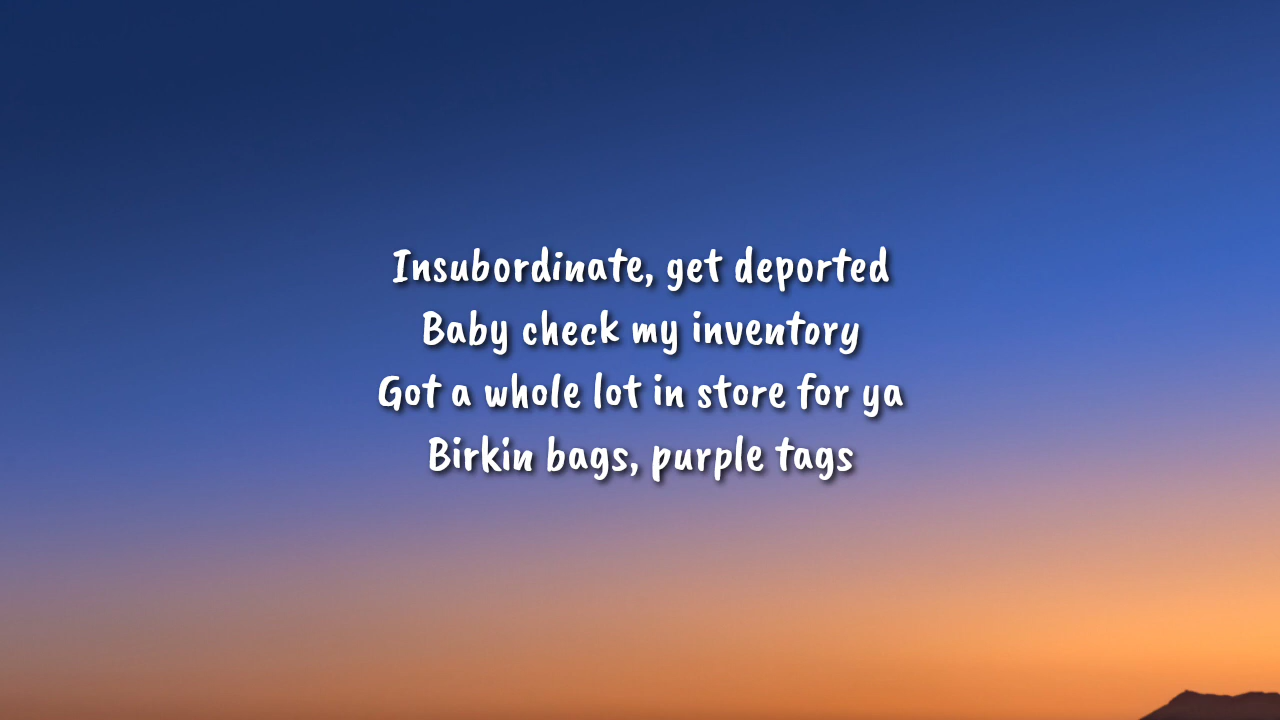 Insubordinate, get deported
Baby check my inventory
Got a whole lot in store for ya
Birkin bags, purple tags